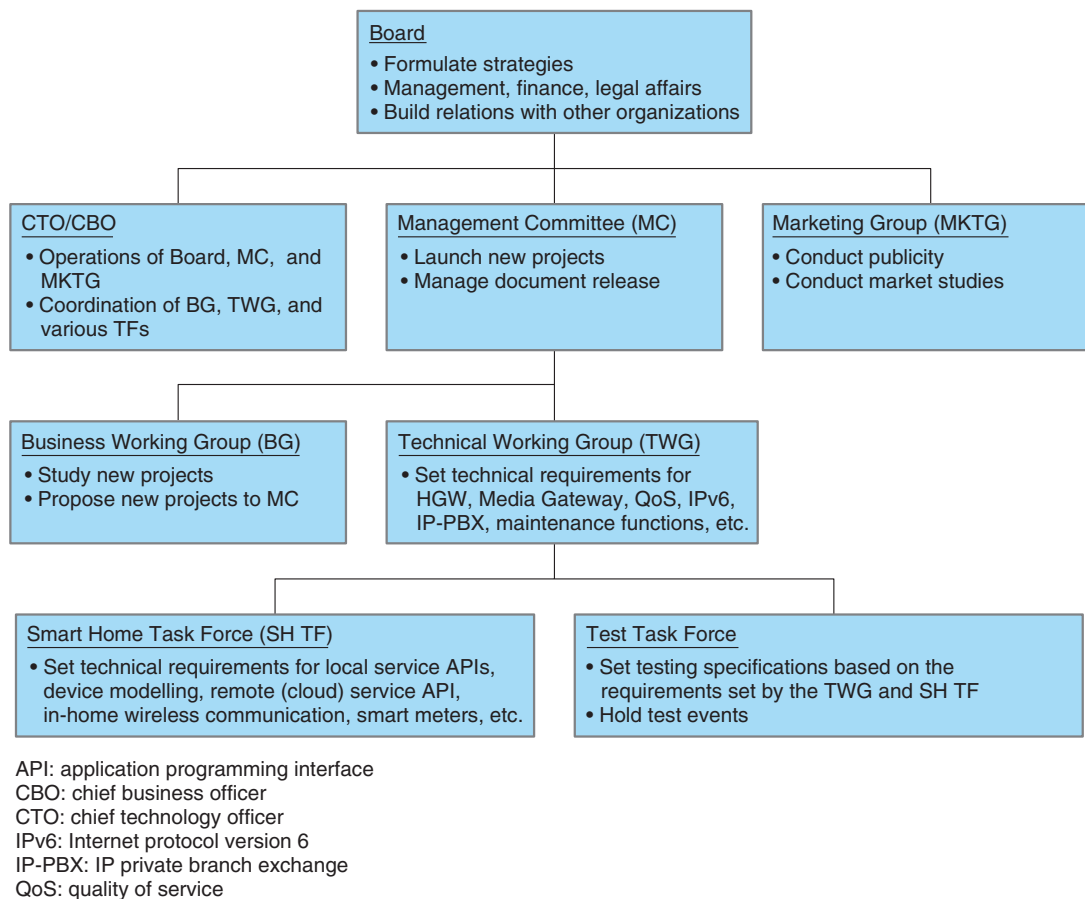 Board
• Formulate strategies
• Management, finance, legal affairs
• Build relations with other organizations
CTO/CBO
• Operations of Board, MC, and
MKTG
• Coordination of BG, TWG, and
various TFs
Management Committee (MC)
• Launch new projects
• Manage document release
Marketing Group (MKTG)
• Conduct publicity
• Conduct market studies
Business Working Group (BG)
• Study new projects
• Propose new projects to MC
Technical Working Group (TWG)
• Set technical requirements for
HGW, Media Gateway, QoS, IPv6,
IP-PBX, maintenance functions, etc.
Smart Home Task Force (SH TF)
• Set technical requirements for local service APIs,
device modelling, remote (cloud) service API,
in-home wireless communication, smart meters, etc.
Test Task Force
• Set testing specifications based on the
requirements set by the TWG and SH TF
• Hold test events
API: application programming interface
CBO: chief business officer
CTO: chief technology officer
IPv6: Internet protocol version 6
IP-PBX: IP private branch exchange
QoS: quality of service